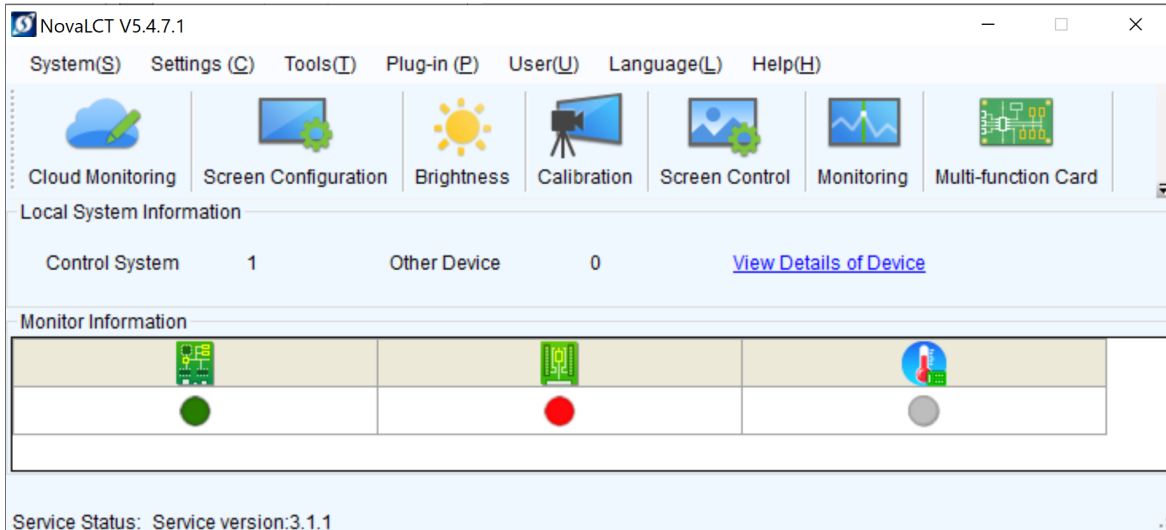 NovaLCT V5.4.7.1
System(S) Settings (C) Tools(T) Plug-in (P) User(U) Language(L) Help(H)
Cloud Monitoring Screen Configuration Brightness Calibration Screen Control Monitoring Multi-function Card
Local System Information
Control System 1 Other Device 0 View Details of Device
Monitor Information
Service Status: Service version:3.1.1